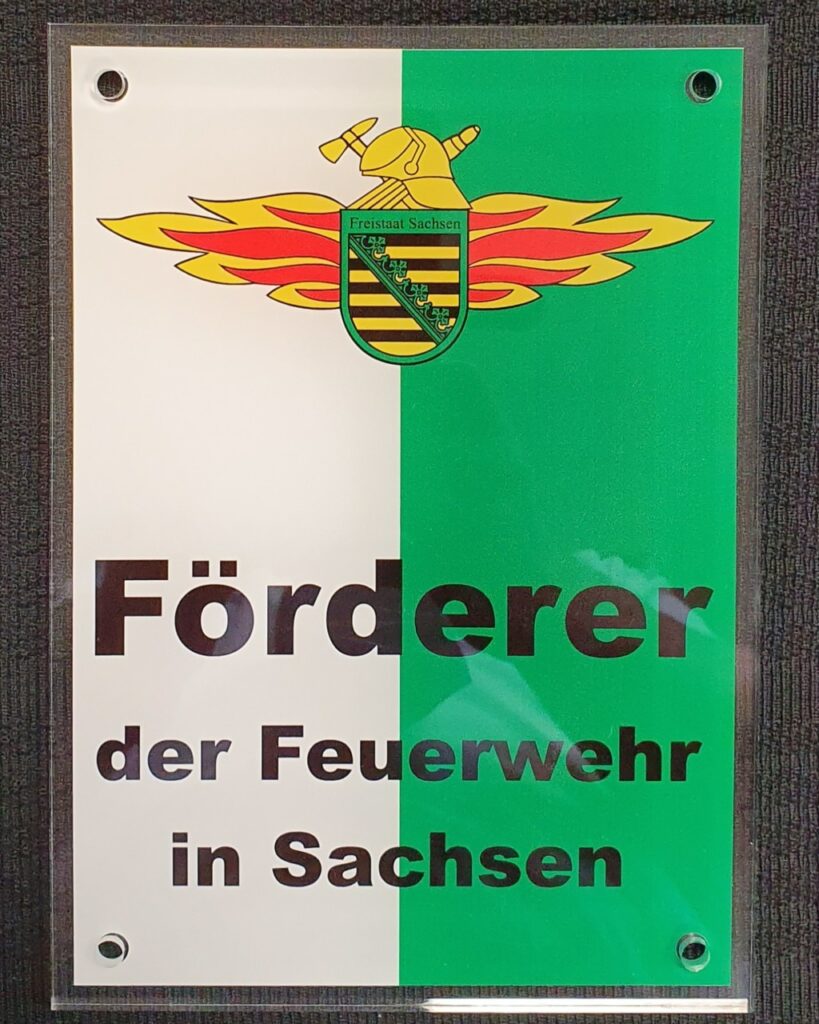 Freistaat Sachsen
Förderer
der Feuerwehr
in Sachsen